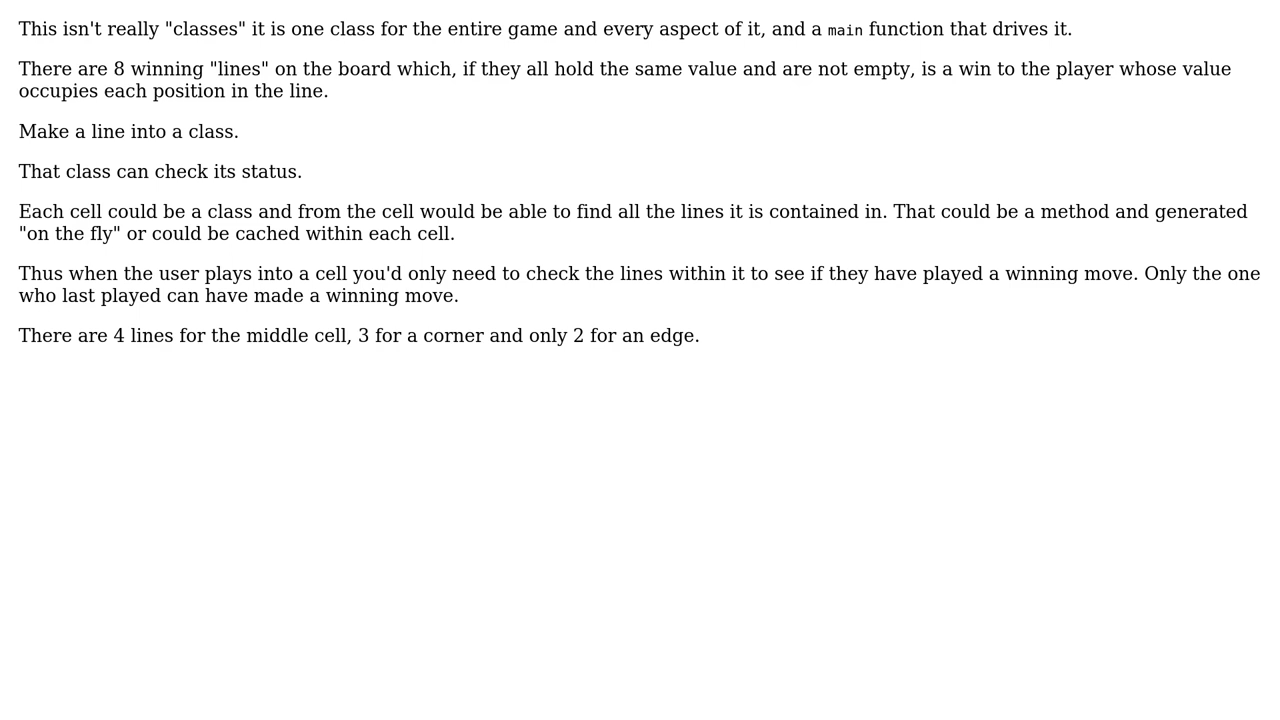 This isn't really "classes" it is one class for the entire game and every aspect of it, and a main function that drives it.
There are 8 winning "lines" on the board which, if they all hold the same value and are not empty, is a win to the player whose value
occupies each position in the line.
Make a line into a class.
That class can check its status.
Each cell could be a class and from the cell would be able to find all the lines it is contained in. That could be a method and generated
"on the fly" or could be cached within each cell.
Thus when the user plays into a cell you'd only need to check the lines within it to see if they have played a winning move. Only the one
who last played can have made a winning move.
There are 4 lines for the middle cell, 3 for a corner and only 2 for an edge.